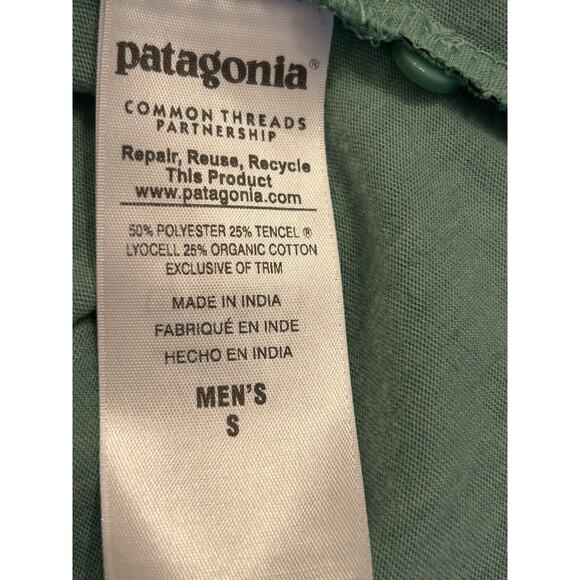 patagonia®
COMMON THREADS
PARTNERSHIP
Repair, Reuse, Recycle
This Product
www.patagonia.com
50% POLYESTER 25% TENCEL ®
LYOCELL 25% ORGANIC COTTON
EXCLUSIVE OF TRIM
MADE IN INDIA
FABRIQUÉ EN INDE
HECHO EN INDIA
MEN'S
S